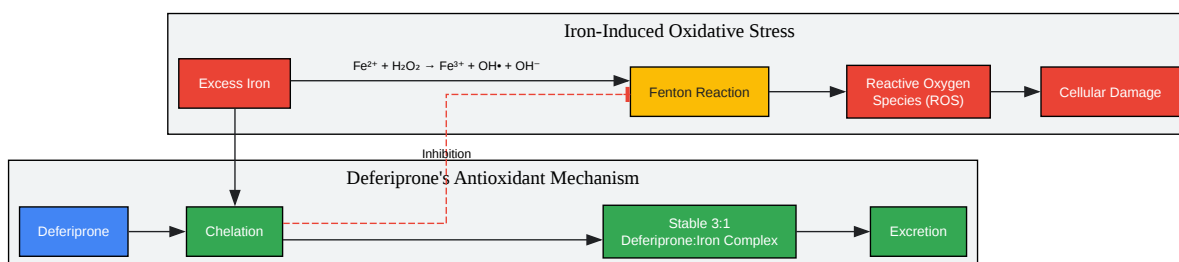 Iron-Induced Oxidative Stress
Excess Iron
Fe²⁺ + H₂O₂ → Fe³⁺ + OH• + OH⁻
Fenton Reaction
Reactive Oxygen
Species (ROS)
Cellular Damage
Inhibition
Deferiprone's Antioxidant Mechanism
Deferiprone
Chelation
Stable 3:1
Deferiprone:Iron Complex
Excretion